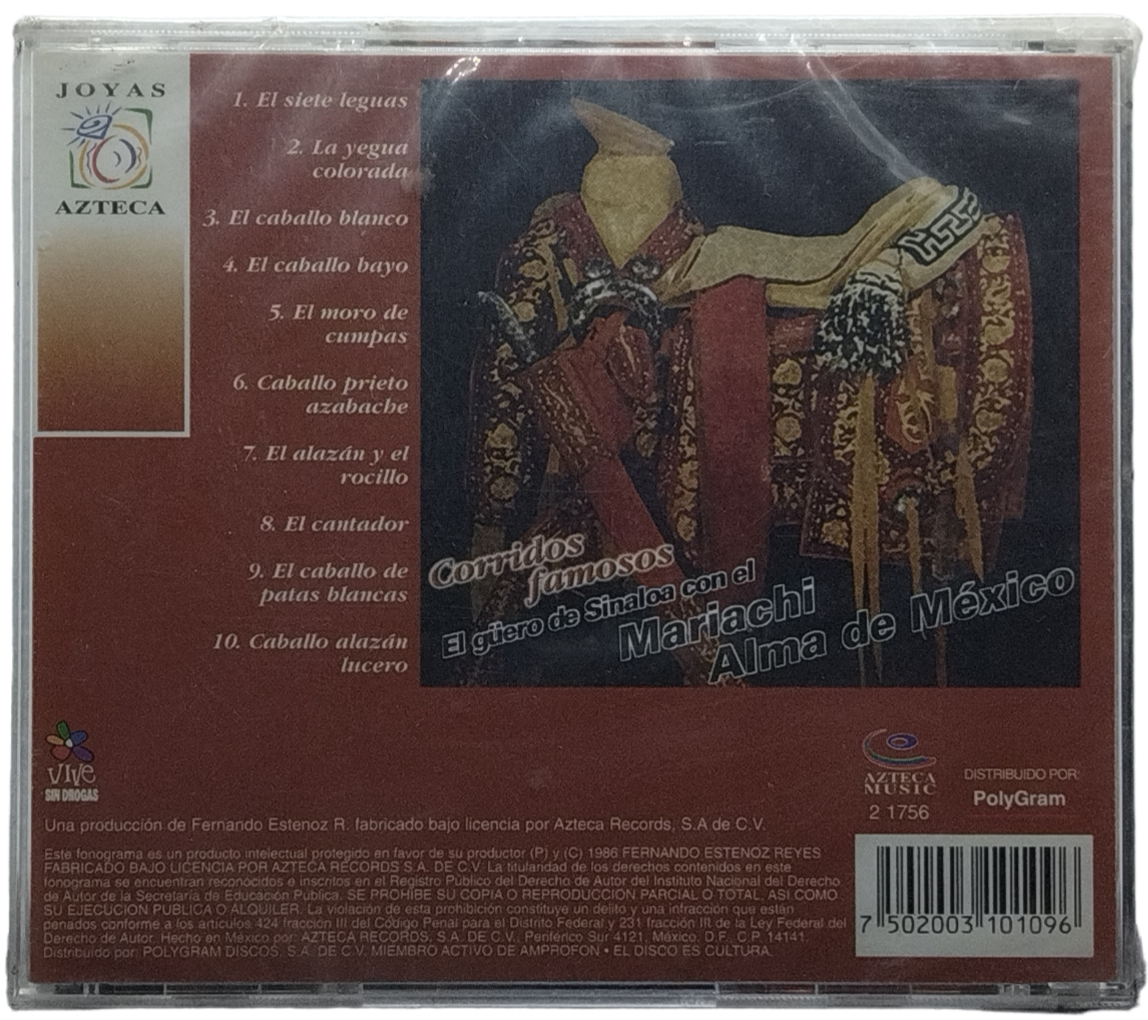 JOYAS
AZTECA
1. El siete leguas
2. La yegua
colorada
3. El caballo blanco
4. El caballo bayo
5. El moro de
cumpas
6. Caballo prieto
azabache
7. El alazán y el
rocillo
8. El cantador
9. El caballo de
patas blancas
10. Caballo alazán
lucero
Corridos
famosos
El güero de Sinaloa con el
Mariachi
Alma de México
VIVE
SIN DROGAS
AZTECA
MUSIC
2 1756
DISTRIBUIDO POR:
PolyGram
Una producción de Fernando Estenoz R. fabricado bajo licencia por Azteca Records, S.A de C.V.
Este fonograma es un producto intelectual protegido en favor de su productor (P) y (C) 1986 FERNANDO ESTENOZ REYES
FABRICADO BAJO LICENCIA POR AZTECA RECORDS S.A. DE C.V. La titularidad de los derechos contenidos en este
fonograma se encuentran reconocidos e inscritos en el Registro Público del Derecho de Autor del Instituto Nacional del Derecho
de Autor de la Secretaría de Educación Pública. SE PROHIBE SU COPIA O REPRODUCCION PARCIAL O TOTAL, ASI COMO
SU EJECUCION PUBLICA O ALQUILER. La violación de esta prohibición constituye un delito y una infracción que están
penados conforme a los artículos 424 fracción III del Código Penal para el Distrito Federal y 231 fracción III de la Ley Federal del
Derecho de Autor. Hecho en México por: AZTECA RECORDS, S.A. DE C.V. Periférico Sur 4121, México, D.F., C.P. 14141.
Distribuido por: POLYGRAM DISCOS, S.A. DE C.V. MIEMBRO ACTIVO DE AMPROFON • EL DISCO ES CULTURA.
7 502003 101096